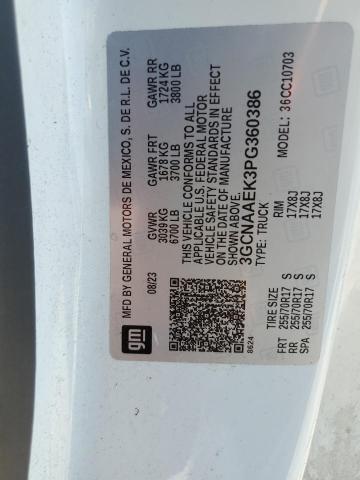 MFD BY GENERAL MOTORS DE MEXICO, S. DE R.L. DE C.V.
08/23 GVWR GAWR FRT GAWR RR
3039 KG 1678 KG 1724 KG
6700 LB 3700 LB 3800 LB
THIS VEHICLE CONFORMS TO ALL
APPLICABLE U.S. FEDERAL MOTOR
VEHICLE SAFETY STANDARDS IN EFFECT
ON THE DATE OF MANUFACTURE
SHOWN ABOVE.
3GCNAAEK3PG360386
TYPE: TRUCK MODEL: 36CC10703
gm
8624
TIRE SIZE RIM
FRT 255/70R17 S 17X8J
RR 255/70R17 S 17X8J
SPA 255/70R17 S 17X8J